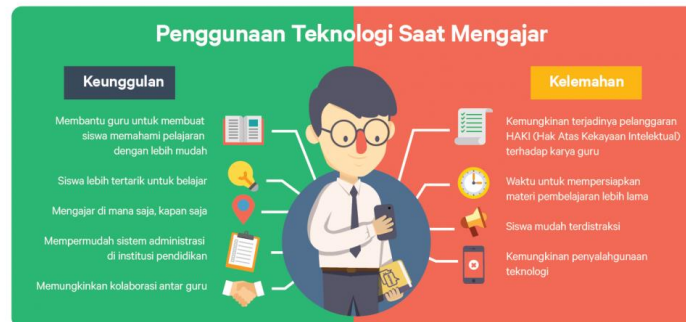 Penggunaan Teknologi Saat Mengajar
Keunggulan
Membantu guru untuk membuat
siswa memahami pelajaran
dengan lebih mudah
Siswa lebih tertarik untuk belajar
Mengajar di mana saja, kapan saja
Mempermudah sistem administrasi
di institusi pendidikan
Memungkinkan kolaborasi antar guru
Kelemahan
Kemungkinan terjadinya pelanggaran
HAKI (Hak Atas Kekayaan Intelektual)
terhadap karya guru
Waktu untuk mempersiapkan
materi pembelajaran lebih lama
Siswa mudah terdistraksi
Kemungkinan penyalahgunaan
teknologi